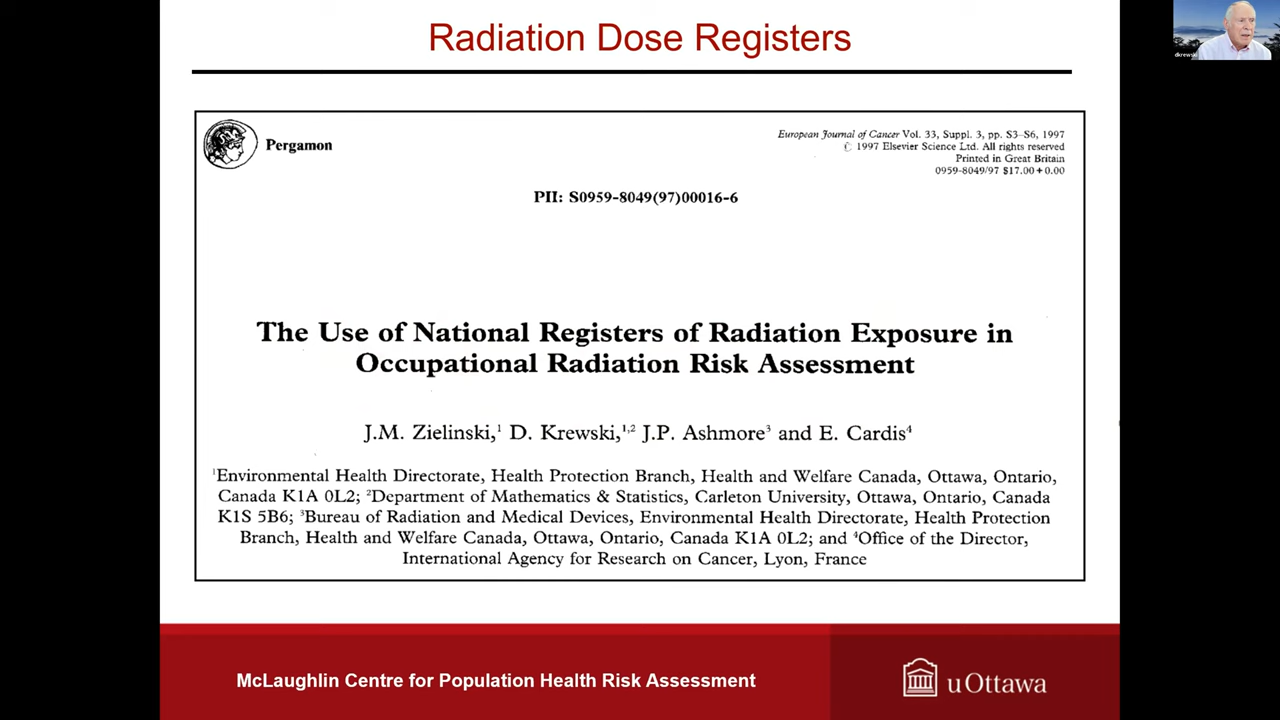 Radiation Dose Registers
dkrewski
Pergamon
European Journal of Cancer Vol. 33, Suppl. 3, pp. S3–S6, 1997
© 1997 Elsevier Science Ltd. All rights reserved
Printed in Great Britain
0959-8049/97 $17.00+0.00
PII: S0959-8049(97)00016-6
The Use of National Registers of Radiation Exposure in
Occupational Radiation Risk Assessment
J.M. Zielinski,¹ D. Krewski,¹,² J.P. Ashmore³ and E. Cardis⁴
¹Environmental Health Directorate, Health Protection Branch, Health and Welfare Canada, Ottawa, Ontario,
Canada K1A 0L2; ²Department of Mathematics & Statistics, Carleton University, Ottawa, Ontario, Canada
K1S 5B6; ³Bureau of Radiation and Medical Devices, Environmental Health Directorate, Health Protection
Branch, Health and Welfare Canada, Ottawa, Ontario, Canada K1A 0L2; and ⁴Office of the Director,
International Agency for Research on Cancer, Lyon, France
McLaughlin Centre for Population Health Risk Assessment
uOttawa